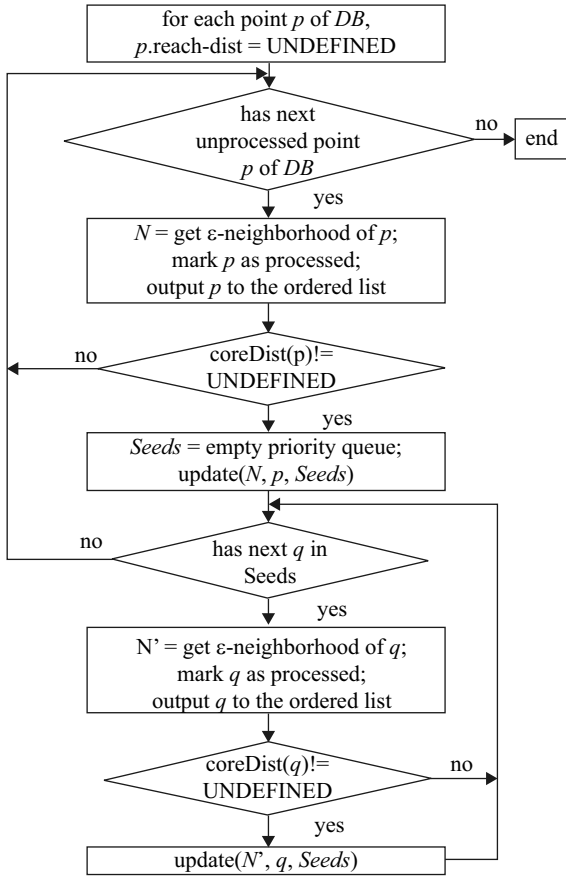 for each point p of DB,
p.reach-dist = UNDEFINED
has next
unprocessed point
p of DB
no
end
yes
N = get ε-neighborhood of p;
mark p as processed;
output p to the ordered list
no
coreDist(p)!=
UNDEFINED
yes
Seeds = empty priority queue;
update(N, p, Seeds)
no
has next q in
Seeds
yes
N’ = get ε-neighborhood of q;
mark q as processed;
output q to the ordered list
coreDist(q)!=
UNDEFINED
no
yes
update(N’, q, Seeds)